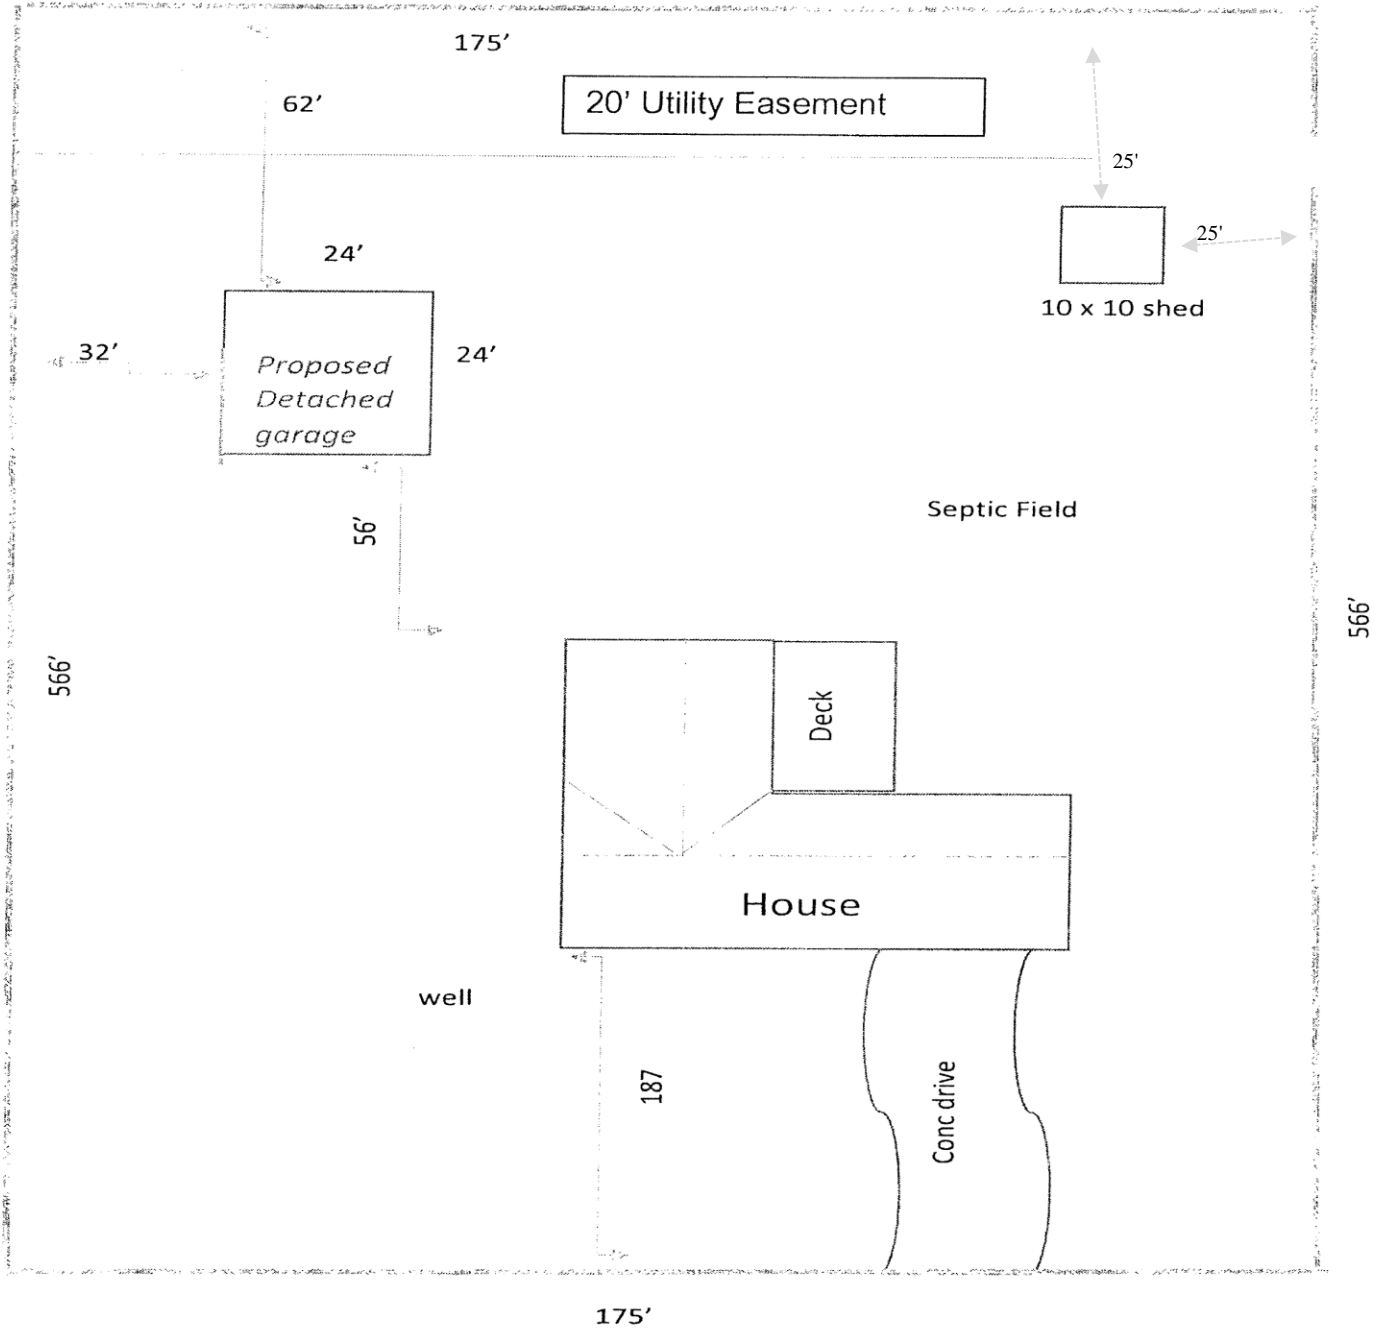 175'
62'
20' Utility Easement
25'
25'
24'
10 x 10 shed
32'
24'
Proposed
Detached
garage
Septic Field
56'
566'
566'
Deck
House
well
187
Conc drive
175'